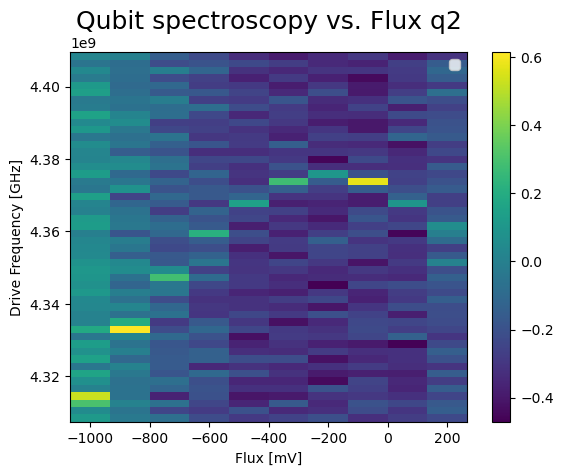 Qubit spectroscopy vs. Flux q2
1e9
4.40
4.38
4.36
4.34
4.32
Drive Frequency [GHz]
−1000 −800 −600 −400 −200 0 200
Flux [mV]
0.6
0.4
0.2
0.0
−0.2
−0.4